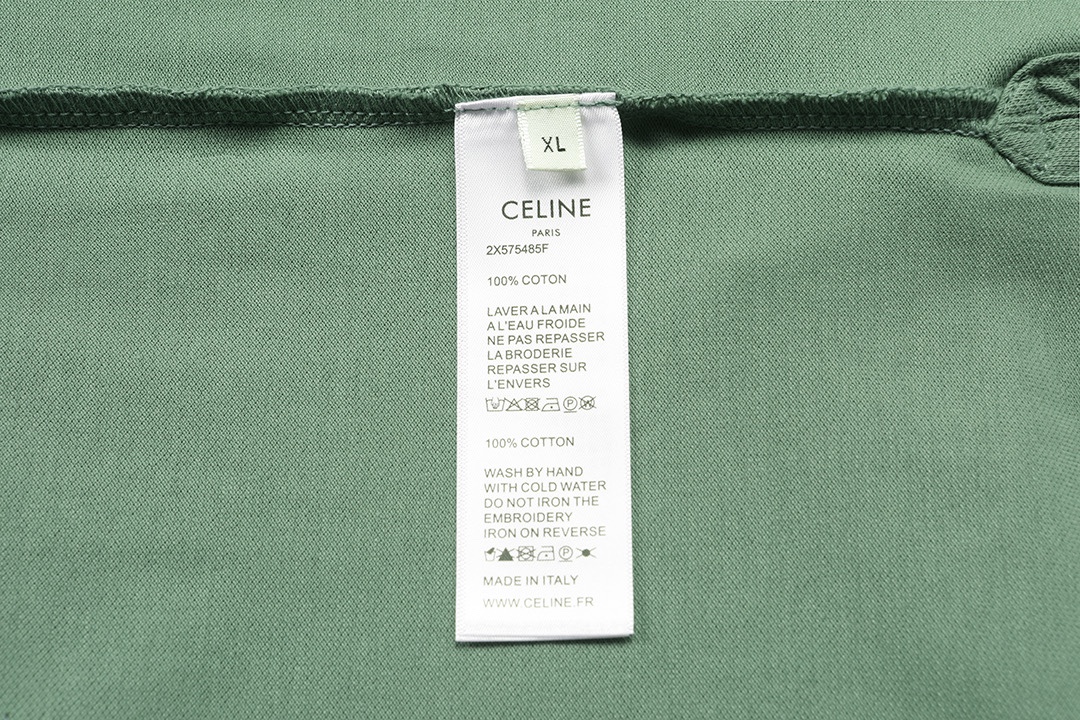 XL
CELINE
PARIS
2X575485F
100% COTON
LAVER A LA MAIN
A L'EAU FROIDE
NE PAS REPASSER
LA BRODERIE
REPASSER SUR
L'ENVERS
100% COTTON
WASH BY HAND
WITH COLD WATER
DO NOT IRON THE
EMBROIDERY
IRON ON REVERSE
MADE IN ITALY
WWW.CELINE.FR